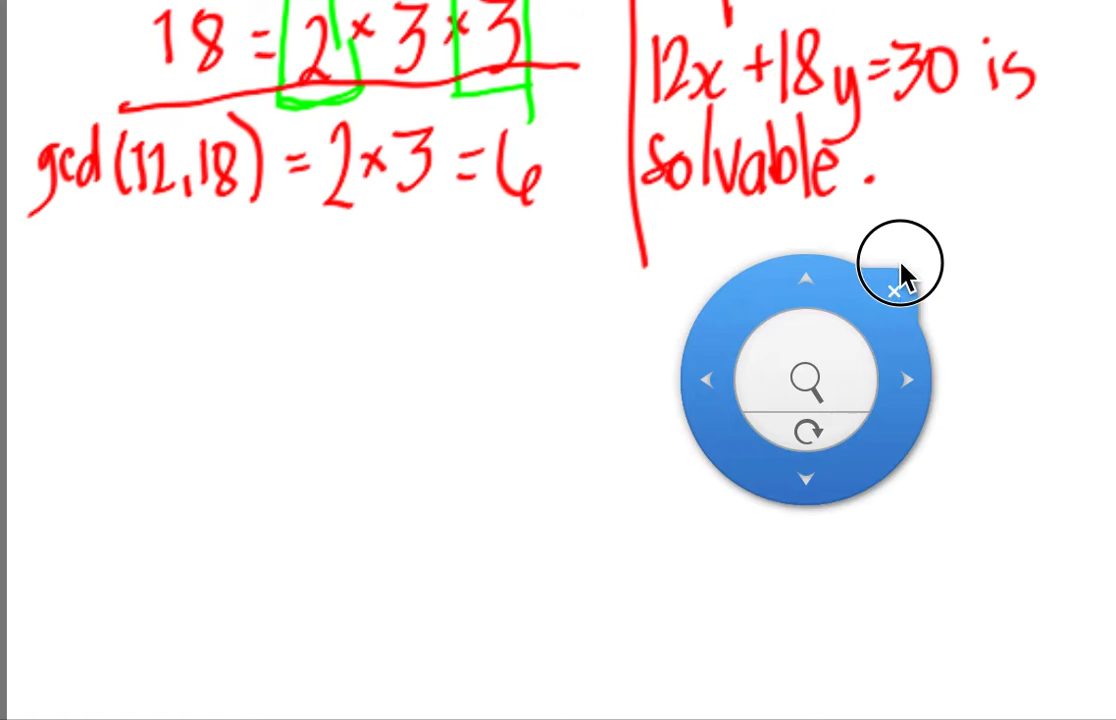 18 = 2 × 3 × 3
gcd(12,18) = 2×3 = 6
12x + 18y = 30 is
solvable.